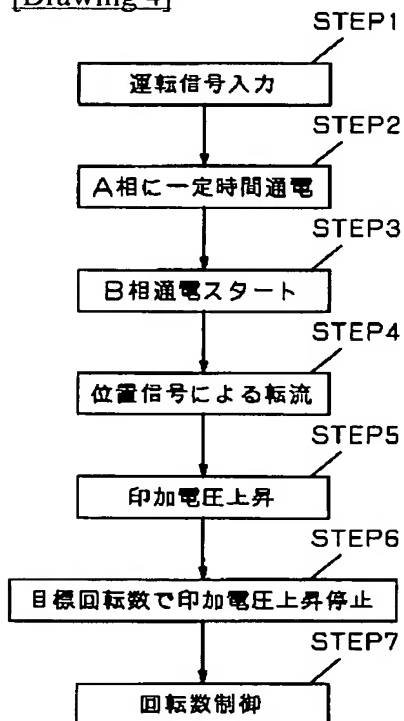 [Drawing 4]
STEP1
運転信号入力
STEP2
A相に一定時間通電
STEP3
B相通電スタート
STEP4
位置信号による転流
STEP5
印加電圧上昇
STEP6
目標回転数で印加電圧上昇停止
STEP7
回転数制御